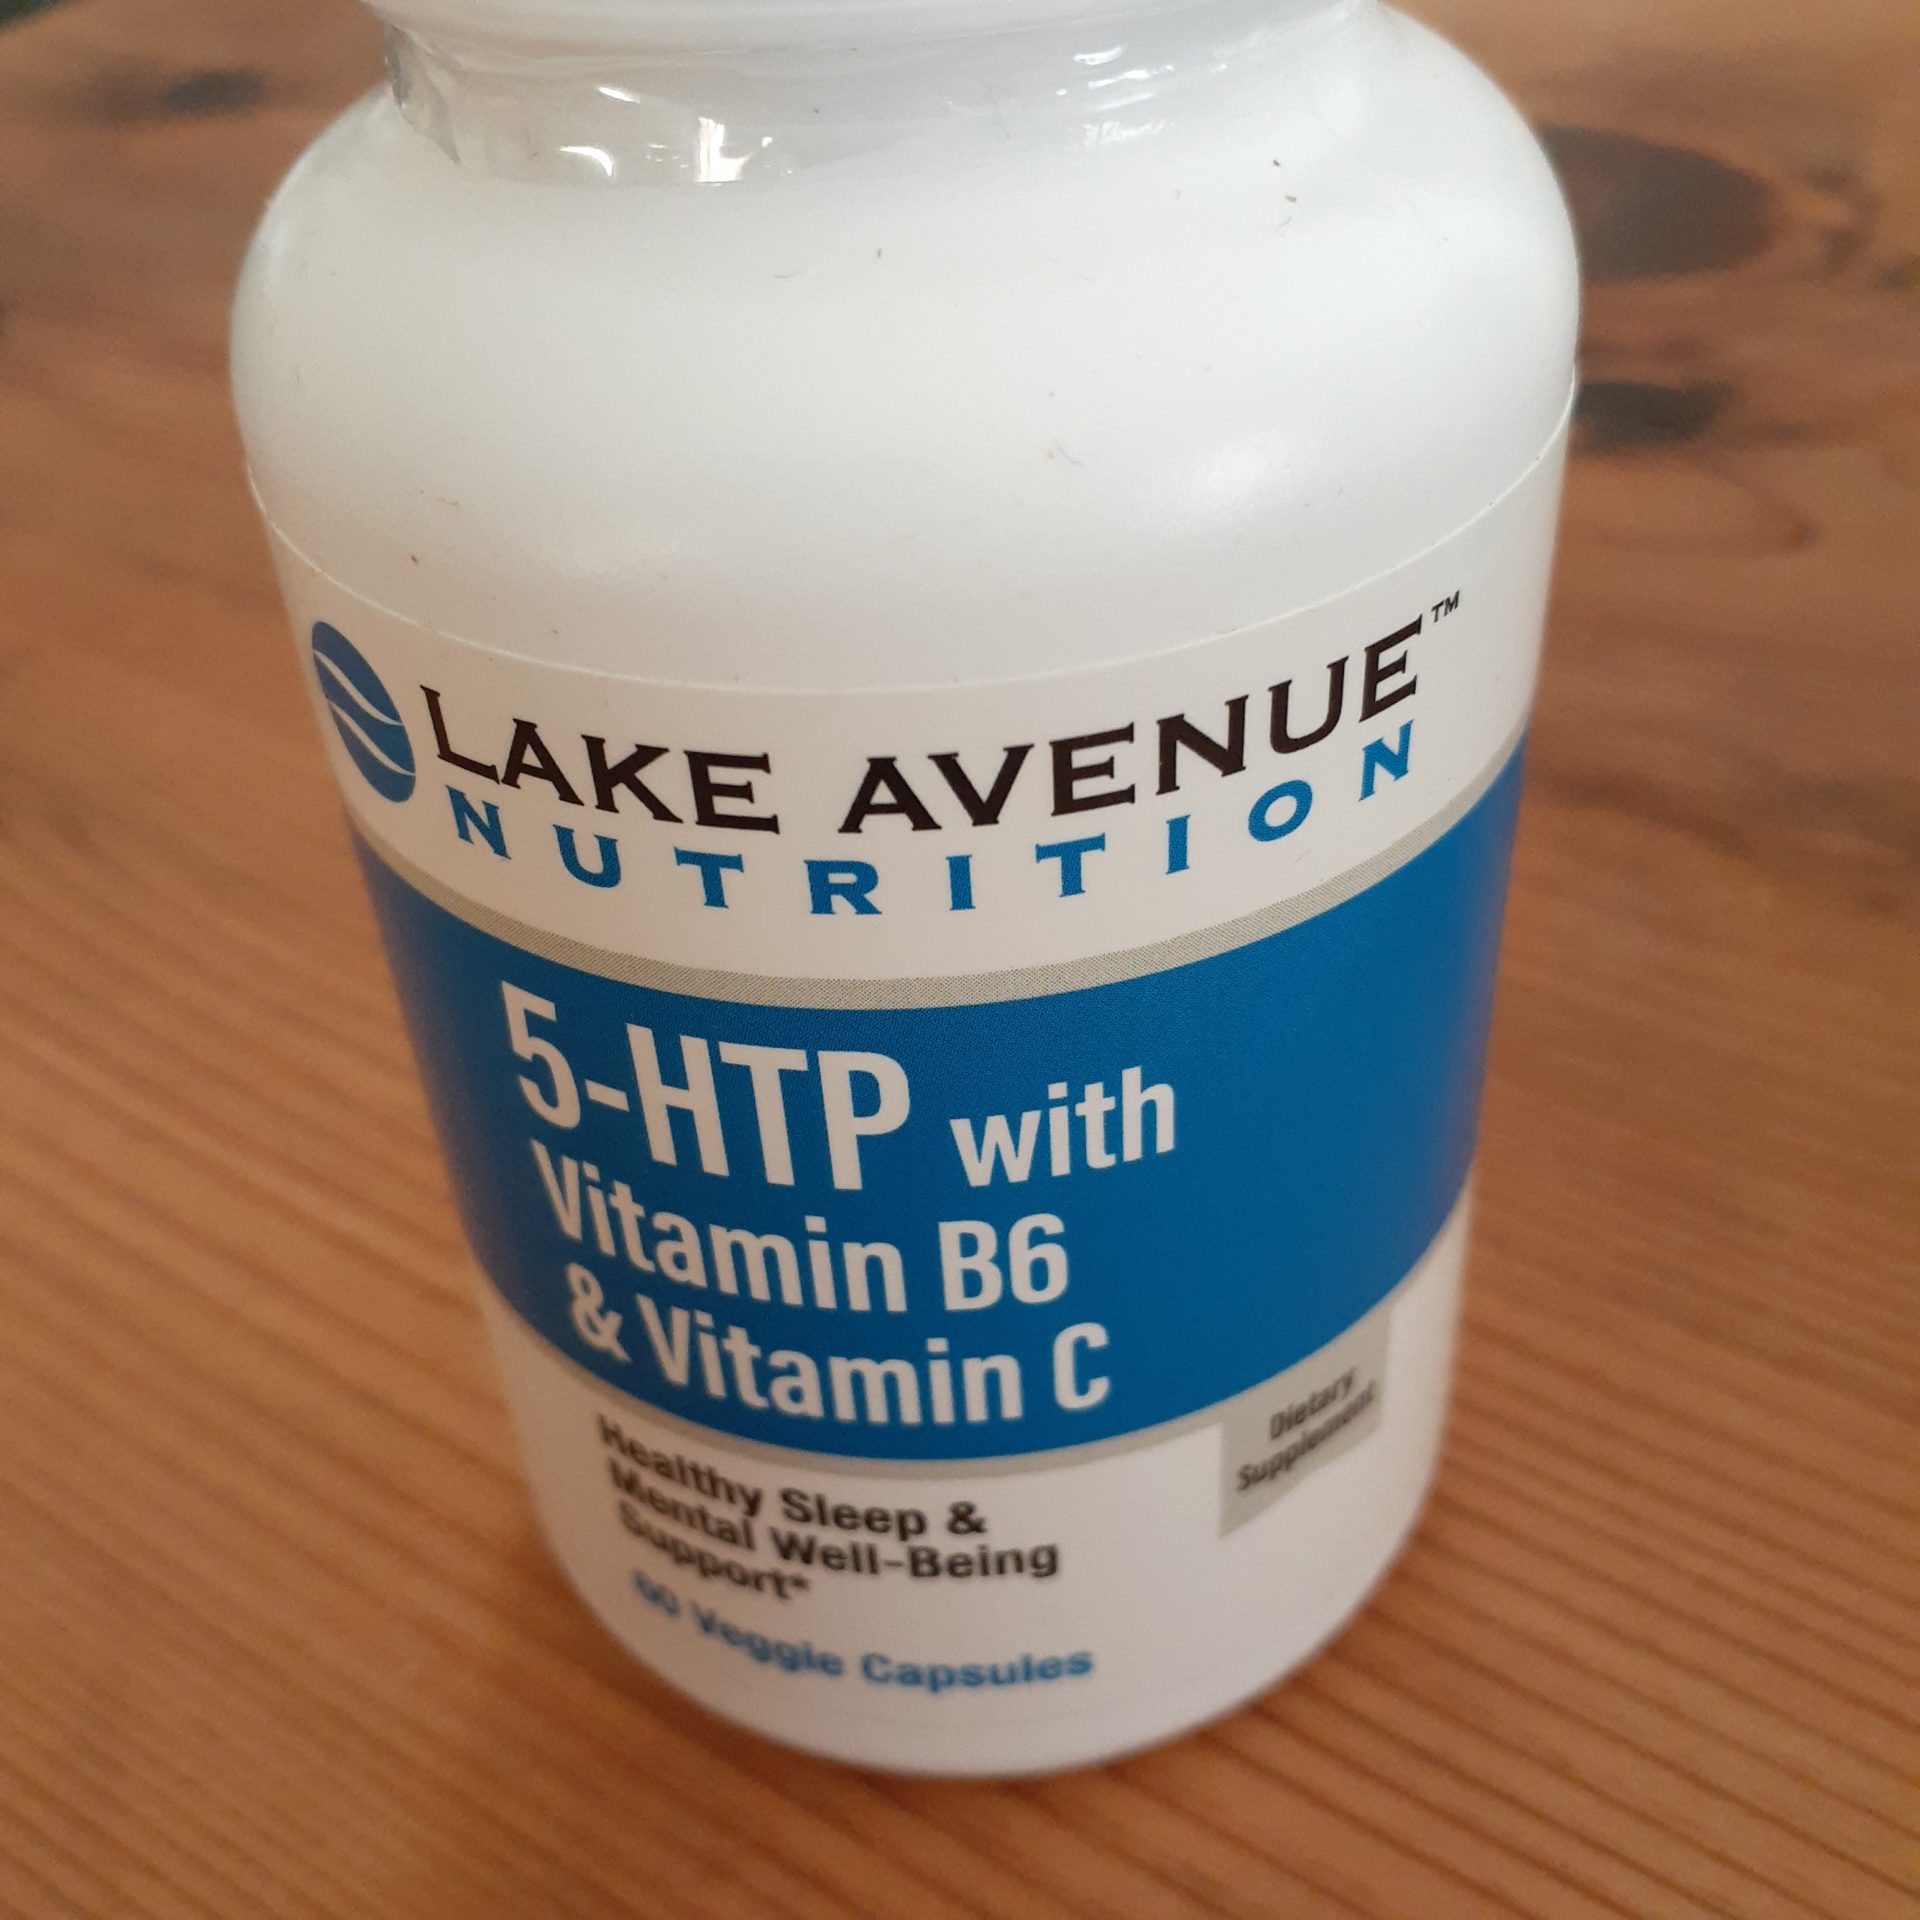 LAKE AVENUE™
NUTRITION
5-HTP with
Vitamin B6
& Vitamin C
Dietary
Supplement
Healthy Sleep &
Mental Well-Being
Support*
90 Veggie Capsules